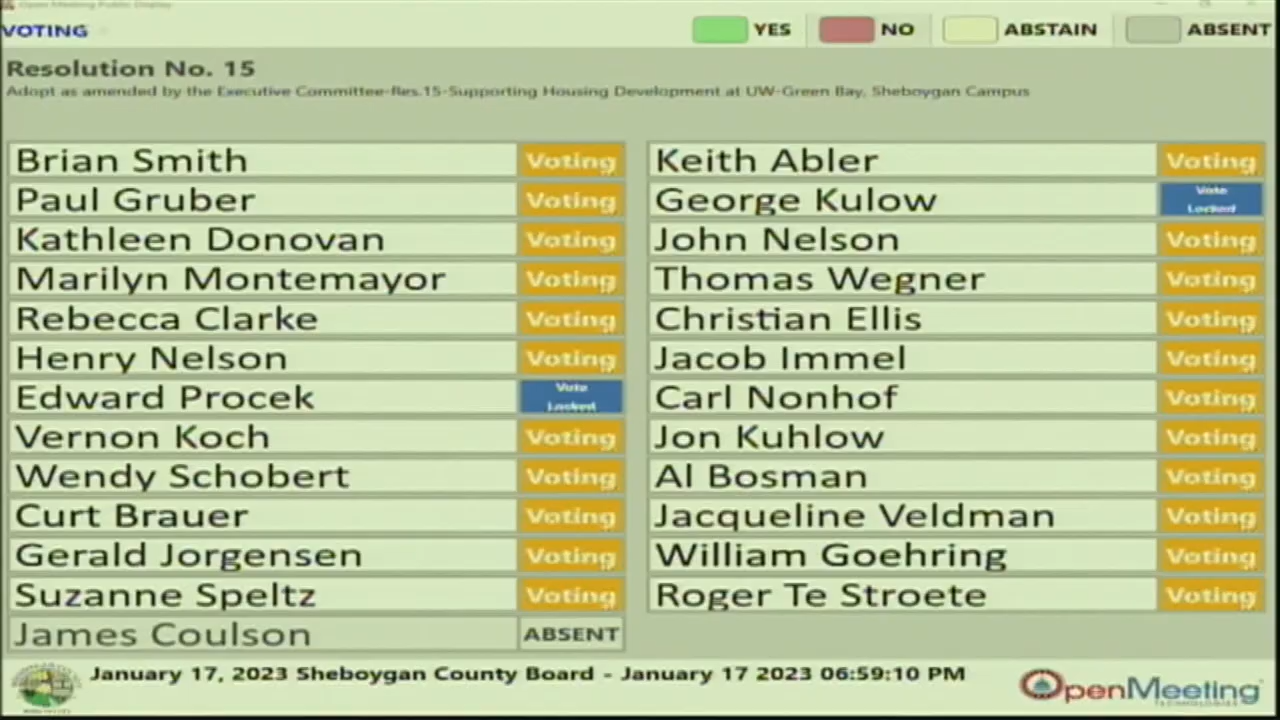 Open Meeting Public Display
VOTING
YES NO ABSTAIN ABSENT
Resolution No. 15
Adopt as amended by the Executive Committee-Res.15-Supporting Housing Development at UW-Green Bay, Sheboygan Campus
Brian Smith Voting
Paul Gruber Voting
Kathleen Donovan Voting
Marilyn Montemayor Voting
Rebecca Clarke Voting
Henry Nelson Voting
Edward Procek Vote Locked
Vernon Koch Voting
Wendy Schobert Voting
Curt Brauer Voting
Gerald Jorgensen Voting
Suzanne Speltz Voting
James Coulson ABSENT
Keith Abler Voting
George Kulow Vote Locked
John Nelson Voting
Thomas Wegner Voting
Christian Ellis Voting
Jacob Immel Voting
Carl Nonhof Voting
Jon Kuhlow Voting
Al Bosman Voting
Jacqueline Veldman Voting
William Goehring Voting
Roger Te Stroete Voting
January 17, 2023 Sheboygan County Board - January 17 2023 06:59:10 PM
OpenMeeting
TECHNOLOGIES